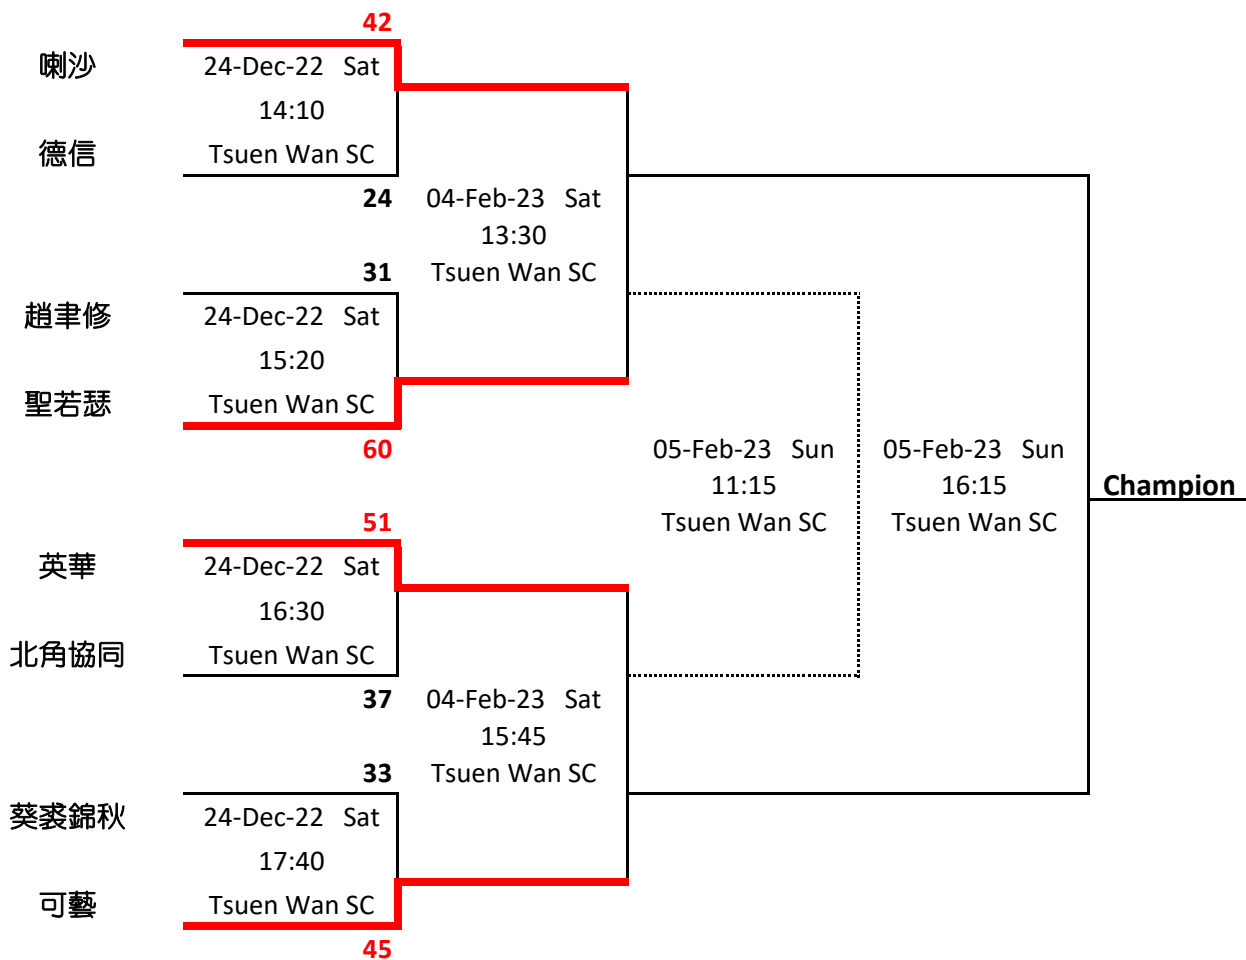 42
喇沙
24-Dec-22 Sat
14:10
德信
Tsuen Wan SC
24
04-Feb-23 Sat
13:30
Tsuen Wan SC
31
趙聿修
24-Dec-22 Sat
15:20
聖若瑟
Tsuen Wan SC
60
05-Feb-23 Sun
11:15
Tsuen Wan SC
05-Feb-23 Sun
16:15
Tsuen Wan SC
Champion
51
英華
24-Dec-22 Sat
16:30
北角協同
Tsuen Wan SC
37
04-Feb-23 Sat
15:45
Tsuen Wan SC
33
葵裘錦秋
24-Dec-22 Sat
17:40
可藝
Tsuen Wan SC
45